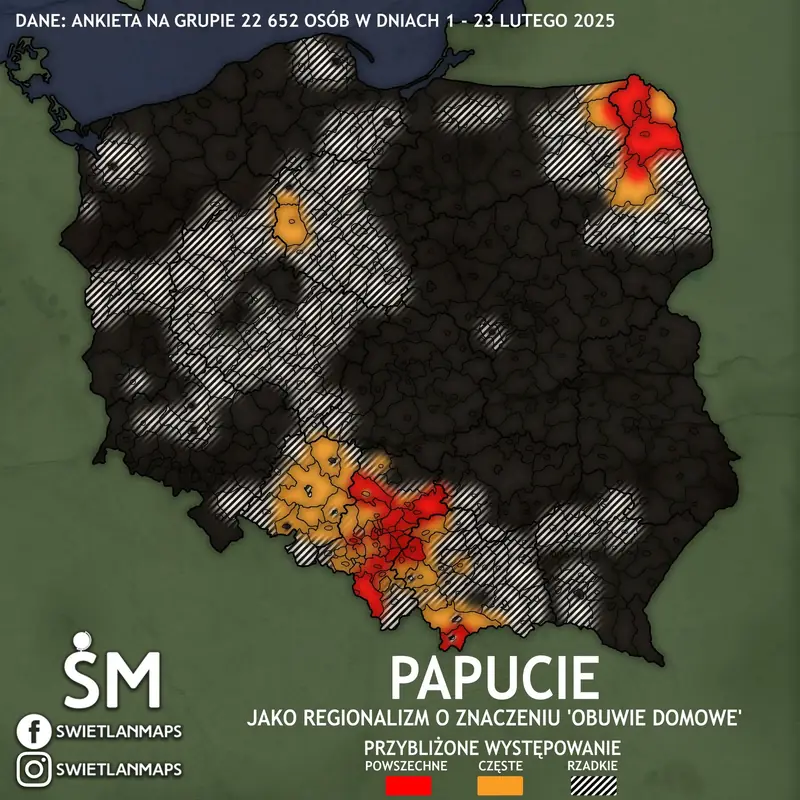 DANE: ANKIETA NA GRUPIE 22 652 OSÓB W DNIACH 1 - 23 LUTEGO 2025
ŚM
SWIETLANMAPS
SWIETLANMAPS
PAPUCIE
JAKO REGIONALIZM O ZNACZENIU 'OBUWIE DOMOWE'
PRZYBLIŻONE WYSTĘPOWANIE
POWSZECHNE CZĘSTE RZADKIE